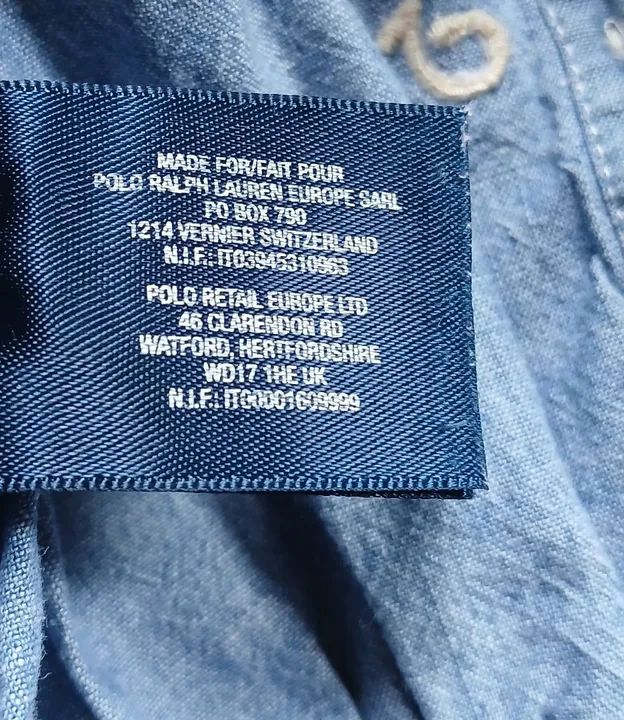 MADE FOR/FAIT POUR
POLO RALPH LAUREN EUROPE SARL
PO BOX 790
1214 VERNIER SWITZERLAND
N.I.F.: IT03945310963
POLO RETAIL EUROPE LTD
46 CLARENDON RD
WATFORD, HERTFORDSHIRE
WD17 1HE UK
N.I.F.: IT00001609999